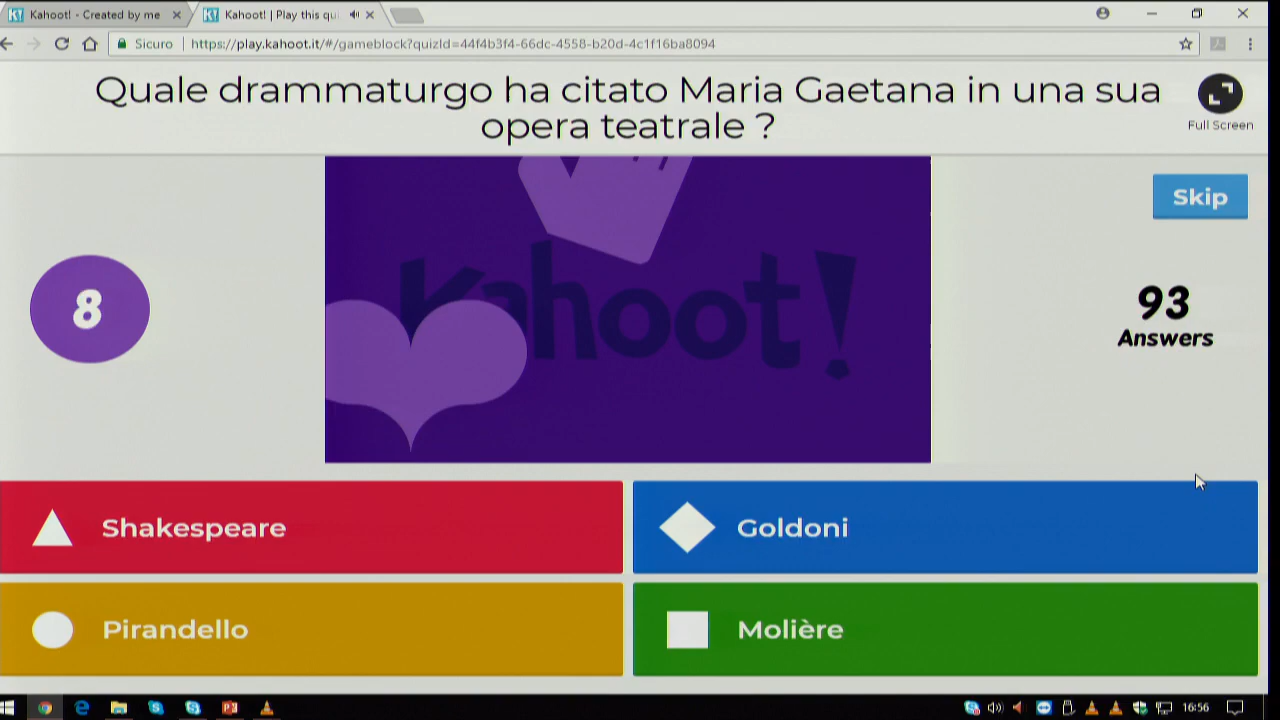 Kahoot! - Created by me
Kahoot! | Play this qui
Sicuro
https://play.kahoot.it/#/gameblock?quizId=44f4b3f4-66dc-4558-b20d-4c1f16ba8094
Quale drammaturgo ha citato Maria Gaetana in una sua
opera teatrale ?
Full Screen
Skip
8
Kahoot!
93
Answers
Shakespeare
Goldoni
Pirandello
Molière
16:56